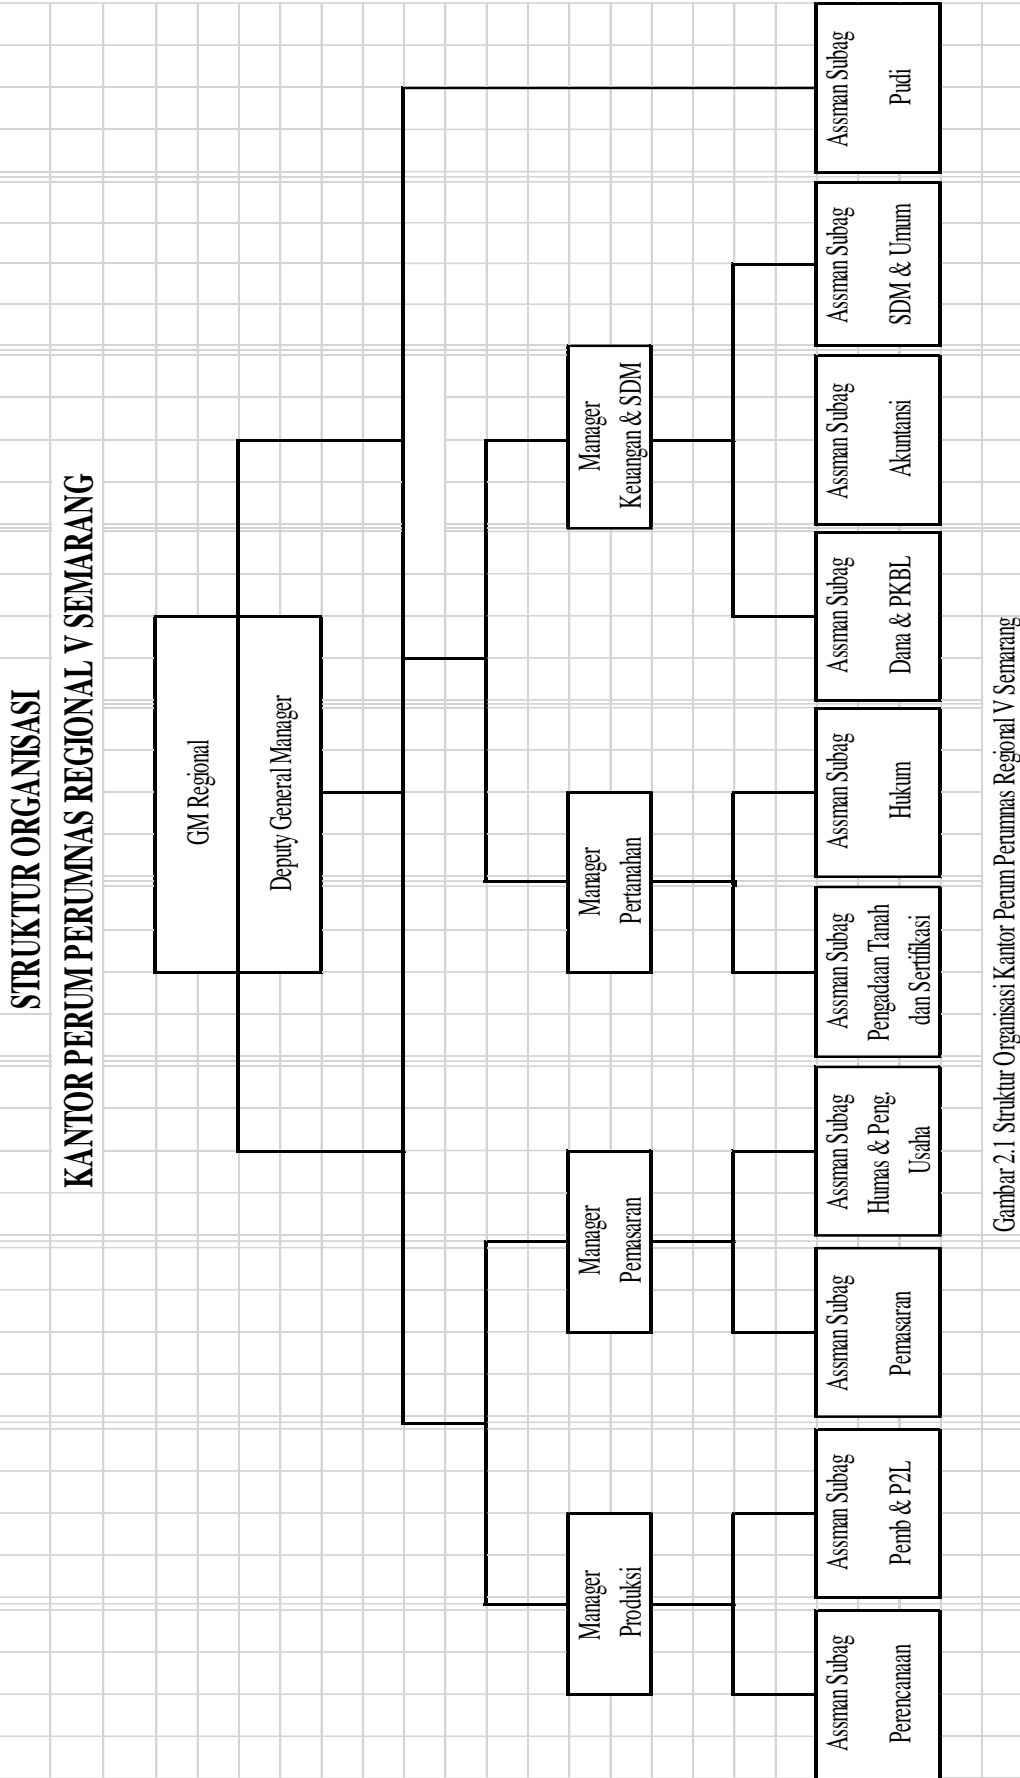 STRUKTUR ORGANISASI
KANTOR PERUM PERUMNAS REGIONAL V SEMARANG
GM Regional
Deputy General Manager
Manager
Produksi
Manager
Pemasaran
Manager
Pertanahan
Manager
Keuangan & SDM
Assman Subag
Perencanaan
Assman Subag
Pemb & P2L
Assman Subag
Pemasaran
Assman Subag
Humas & Peng.
Usaha
Assman Subag
Pengadaan Tanah
dan Sertifikasi
Assman Subag
Hukum
Assman Subag
Dana & PKBL
Assman Subag
Akuntansi
Assman Subag
SDM & Umum
Assman Subag
Pudi
Gambar 2.1 Struktur Organisasi Kantor Perum Perumnas Regional V Semarang